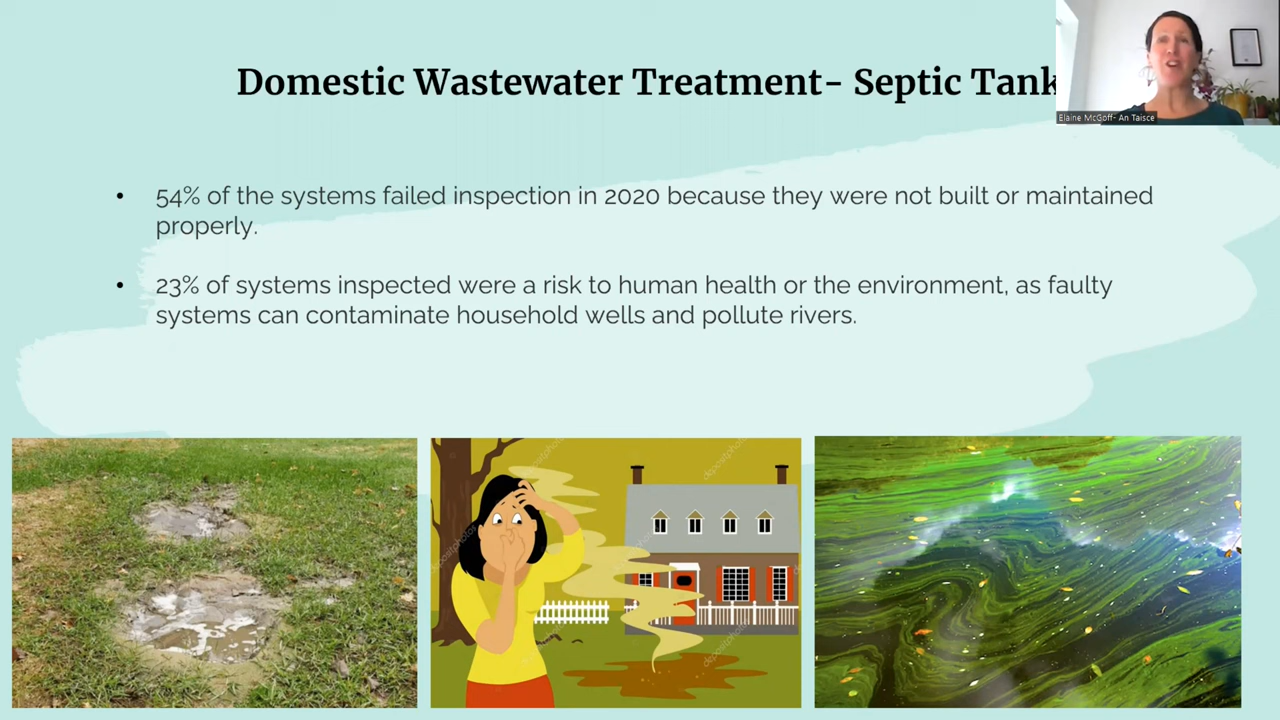 Domestic Wastewater Treatment- Septic Tank
Elaine McGoff- An Taisce
• 54% of the systems failed inspection in 2020 because they were not built or maintained
properly.
• 23% of systems inspected were a risk to human health or the environment, as faulty
systems can contaminate household wells and pollute rivers.
depositphotos